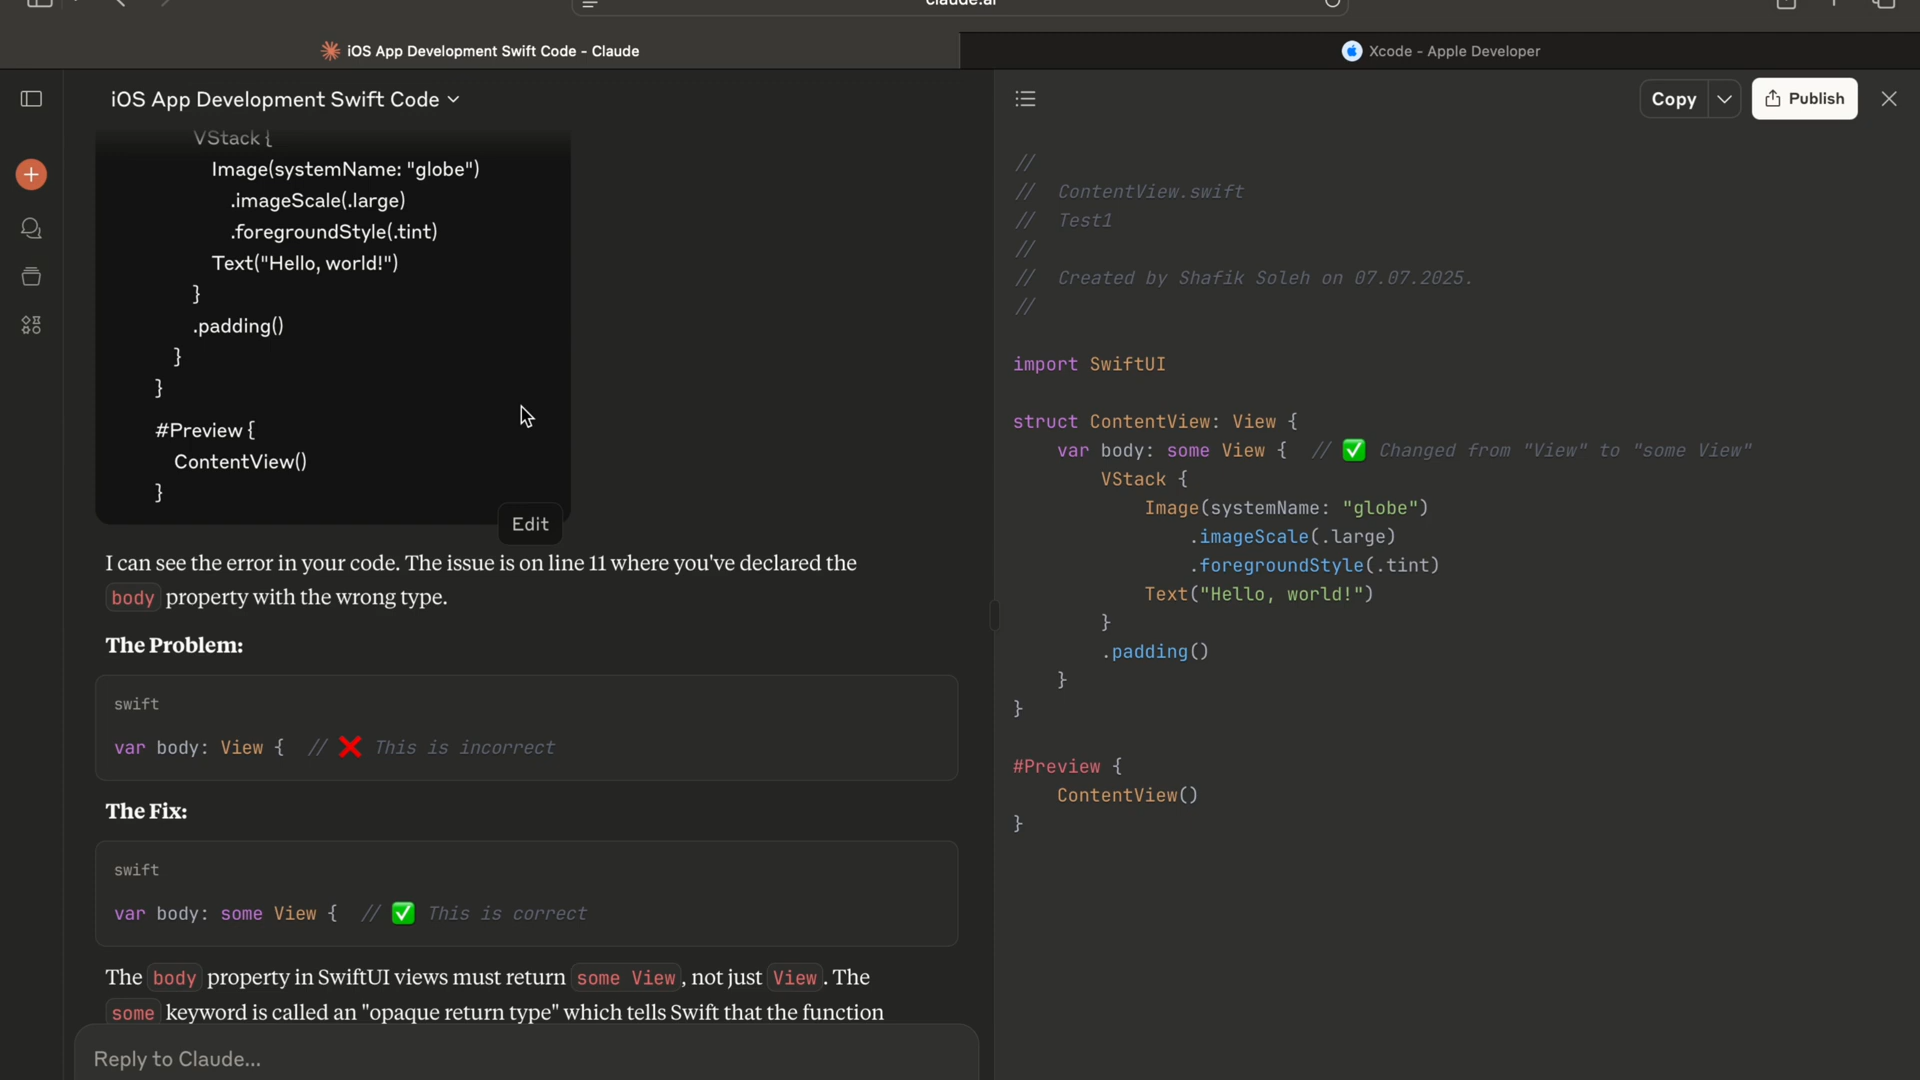 claude.ai
iOS App Development Swift Code - Claude
Xcode - Apple Developer
iOS App Development Swift Code
VStack {
Image(systemName: "globe")
.imageScale(.large)
.foregroundStyle(.tint)
Text("Hello, world!")
}
.padding()
}
}
#Preview {
ContentView()
}
Edit
I can see the error in your code. The issue is on line 11 where you've declared the
body property with the wrong type.
The Problem:
swift
var body: View { // ❌ This is incorrect
The Fix:
swift
var body: some View { // ✅ This is correct
The body property in SwiftUI views must return some View, not just View. The
some keyword is called an "opaque return type" which tells Swift that the function
Reply to Claude...
Copy
Publish
//
// ContentView.swift
// Test1
//
// Created by Shafik Soleh on 07.07.2025.
//
import SwiftUI
struct ContentView: View {
var body: some View { // ✅ Changed from "View" to "some View"
VStack {
Image(systemName: "globe")
.imageScale(.large)
.foregroundStyle(.tint)
Text("Hello, world!")
}
.padding()
}
}
#Preview {
ContentView()
}